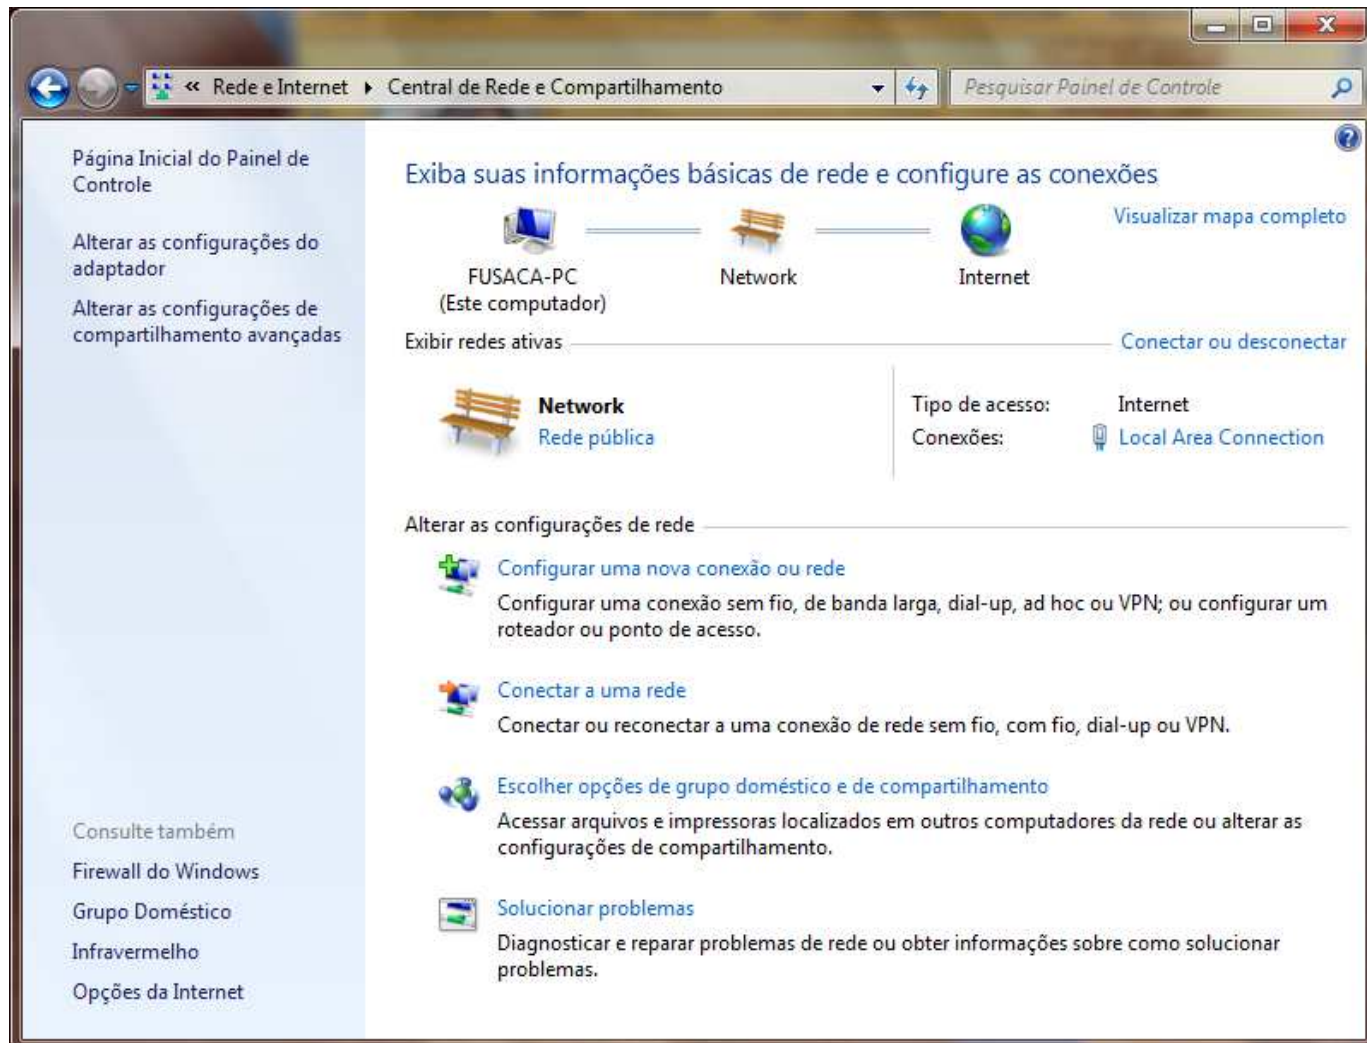 « Rede e Internet ▸ Central de Rede e Compartilhamento
Pesquisar Painel de Controle
Página Inicial do Painel de
Controle
Alterar as configurações do
adaptador
Alterar as configurações de
compartilhamento avançadas
Exiba suas informações básicas de rede e configure as conexões
Visualizar mapa completo
FUSACA-PC
(Este computador)
Network
Internet
Exibir redes ativas
Conectar ou desconectar
Network
Rede pública
Tipo de acesso: Internet
Conexões: Local Area Connection
Alterar as configurações de rede
Configurar uma nova conexão ou rede
Configurar uma conexão sem fio, de banda larga, dial-up, ad hoc ou VPN; ou configurar um
roteador ou ponto de acesso.
Conectar a uma rede
Conectar ou reconectar a uma conexão de rede sem fio, com fio, dial-up ou VPN.
Escolher opções de grupo doméstico e de compartilhamento
Acessar arquivos e impressoras localizados em outros computadores da rede ou alterar as
configurações de compartilhamento.
Solucionar problemas
Diagnosticar e reparar problemas de rede ou obter informações sobre como solucionar
problemas.
Consulte também
Firewall do Windows
Grupo Doméstico
Infravermelho
Opções da Internet